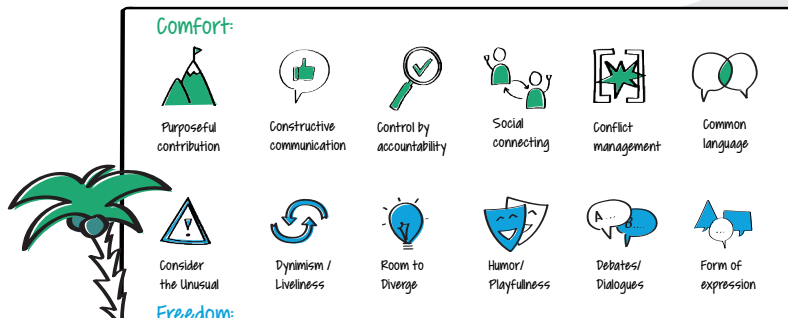 Comfort:
Purposeful
contribution
Constructive
communication
Control by
accountability
Social
connecting
Conflict
management
Common
language
!
A...
B...
...
Consider
the Unusual
Dynimism /
Liveliness
Room to
Diverge
Humor/
Playfullness
Debates/
Dialogues
Form of
expression
Freedom: